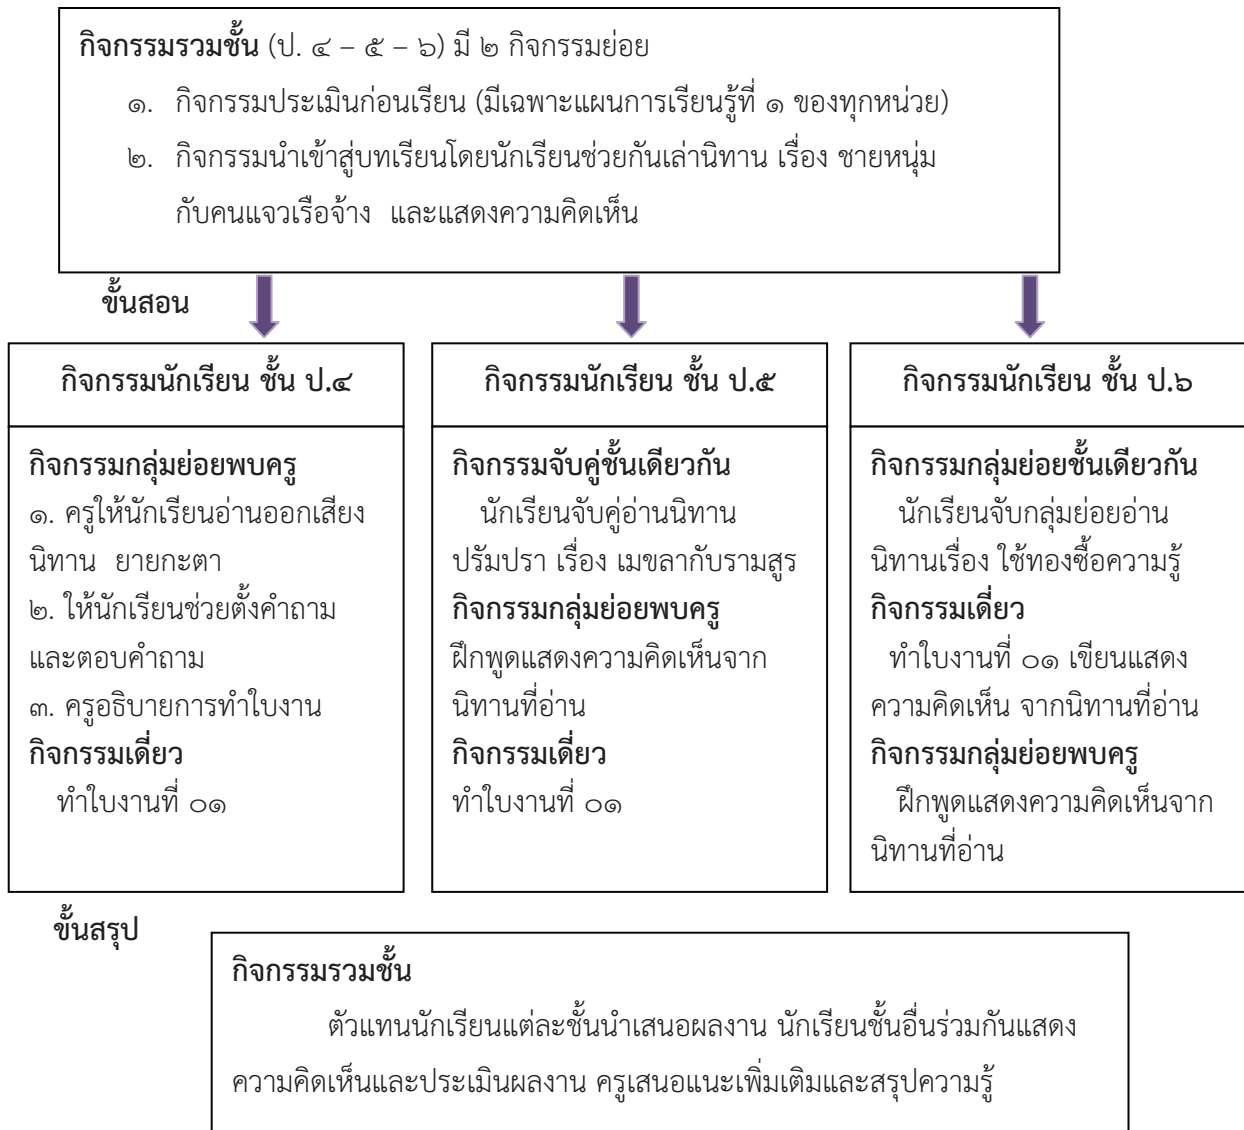 กิจกรรมรวมชั้น (ป. ๔ – ๕ – ๖) มี ๒ กิจกรรมย่อย
๑. กิจกรรมประเมินก่อนเรียน (มีเฉพาะแผนการเรียนรู้ที่ ๑ ของทุกหน่วย)
๒. กิจกรรมนำเข้าสู่บทเรียนโดยนักเรียนช่วยกันเล่านิทาน เรื่อง ชายหนุ่ม
กับคนแจวเรือจ้าง และแสดงความคิดเห็น
ขั้นสอน
กิจกรรมนักเรียน ชั้น ป.๔
กิจกรรมกลุ่มย่อยพบครู
๑. ครูให้นักเรียนอ่านออกเสียง
นิทาน ยายกะตา
๒. ให้นักเรียนช่วยตั้งคำถาม
และตอบคำถาม
๓. ครูอธิบายการทำใบงาน
กิจกรรมเดี่ยว
ทำใบงานที่ ๐๑
กิจกรรมนักเรียน ชั้น ป.๕
กิจกรรมจับคู่ชั้นเดียวกัน
นักเรียนจับคู่อ่านนิทาน
ปรัมปรา เรื่อง เมขลากับรามสูร
กิจกรรมกลุ่มย่อยพบครู
ฝึกพูดแสดงความคิดเห็นจาก
นิทานที่อ่าน
กิจกรรมเดี่ยว
ทำใบงานที่ ๐๑
กิจกรรมนักเรียน ชั้น ป.๖
กิจกรรมกลุ่มย่อยชั้นเดียวกัน
นักเรียนจับกลุ่มย่อยอ่าน
นิทานเรื่อง ใช้ทองซื้อความรู้
กิจกรรมเดี่ยว
ทำใบงานที่ ๐๑ เขียนแสดง
ความคิดเห็น จากนิทานที่อ่าน
กิจกรรมกลุ่มย่อยพบครู
ฝึกพูดแสดงความคิดเห็นจาก
นิทานที่อ่าน
ขั้นสรุป
กิจกรรมรวมชั้น
ตัวแทนนักเรียนแต่ละชั้นนำเสนอผลงาน นักเรียนชั้นอื่นร่วมกันแสดง
ความคิดเห็นและประเมินผลงาน ครูเสนอแนะเพิ่มเติมและสรุปความรู้